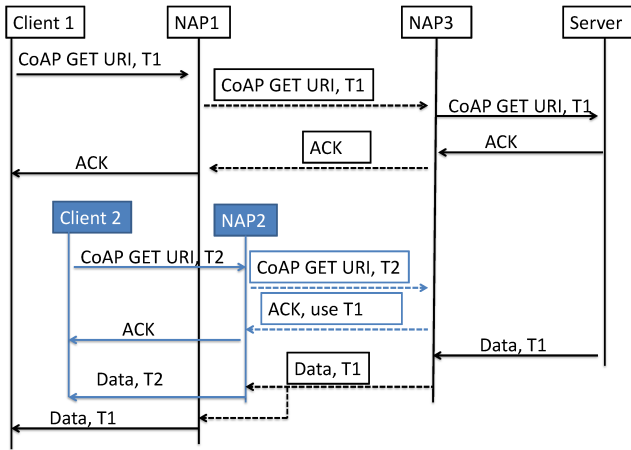 Client 1
NAP1
NAP3
Server
CoAP GET URI, T1
CoAP GET URI, T1
CoAP GET URI, T1
ACK
ACK
ACK
Client 2
NAP2
CoAP GET URI, T2
CoAP GET URI, T2
ACK, use T1
ACK
Data, T1
Data, T1
Data, T2
Data, T1